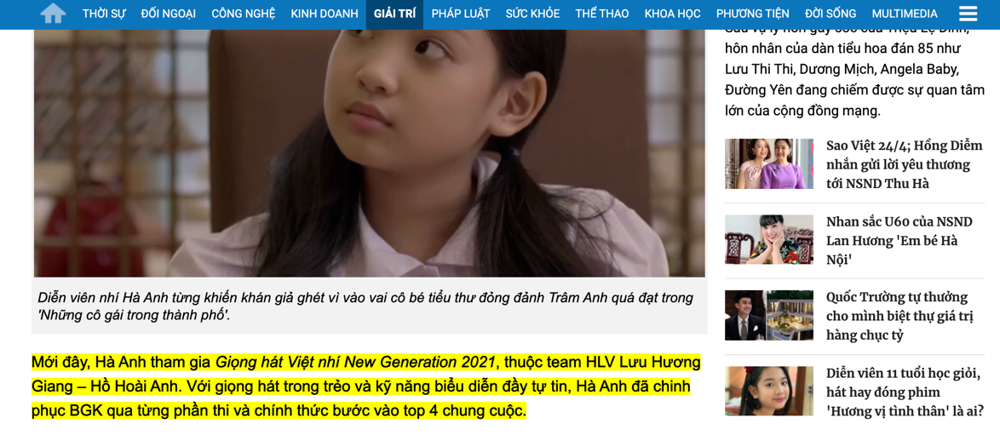 THỜI SỰ ĐỐI NGOẠI CÔNG NGHỆ KINH DOANH GIẢI TRÍ PHÁP LUẬT SỨC KHỎE THỂ THAO KHOA HỌC PHƯƠNG TIỆN ĐỜI SỐNG MULTIMEDIA
Diễn viên nhí Hà Anh từng khiến khán giả ghét vì vào vai cô bé tiểu thư đỏng đảnh Trâm Anh quá đạt trong
'Những cô gái trong thành phố'.
Mới đây, Hà Anh tham gia Giọng hát Việt nhí New Generation 2021, thuộc team HLV Lưu Hương
Giang – Hồ Hoài Anh. Với giọng hát trong trẻo và kỹ năng biểu diễn đầy tự tin, Hà Anh đã chinh
phục BGK qua từng phần thi và chính thức bước vào top 4 chung cuộc.
Sau vụ ly hôn gây sốc của Triệu Lệ Dĩnh,
hôn nhân của dàn tiểu hoa đán 85 như
Lưu Thi Thi, Dương Mịch, Angela Baby,
Đường Yên đang chiếm được sự quan tâm
lớn của cộng đồng mạng.
Sao Việt 24/4; Hồng Diễm
nhắn gửi lời yêu thương
tới NSND Thu Hà
Nhan sắc U60 của NSND
Lan Hương 'Em bé Hà
Nội'
Quốc Trường tự thưởng
cho mình biệt thự giá trị
hàng chục tỷ
Diễn viên 11 tuổi học giỏi,
hát hay đóng phim
'Hương vị tình thân' là ai?